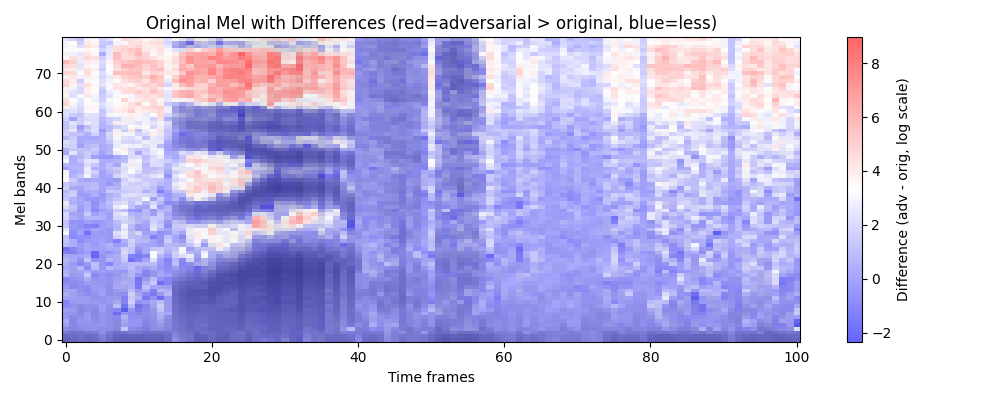 Original Mel with Differences (red=adversarial > original, blue=less)
Mel bands
70
60
50
40
30
20
10
0
0 20 40 60 80 100
Time frames
8
6
4
2
0
−2
Difference (adv - orig, log scale)